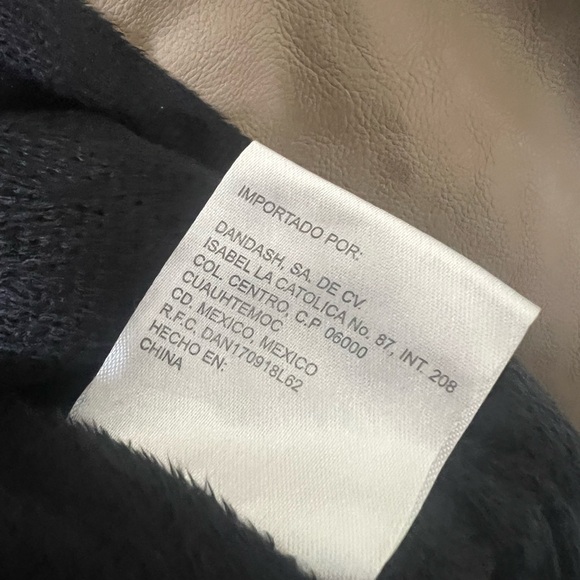 IMPORTADO POR:
DANDASH, SA. DE CV.
ISABEL LA CATOLICA No. 87, INT. 208
COL. CENTRO, C.P 06000
CUAUHTEMOC
CD. MEXICO, MEXICO
R.F.C. DAN170918L62
HECHO EN:
CHINA